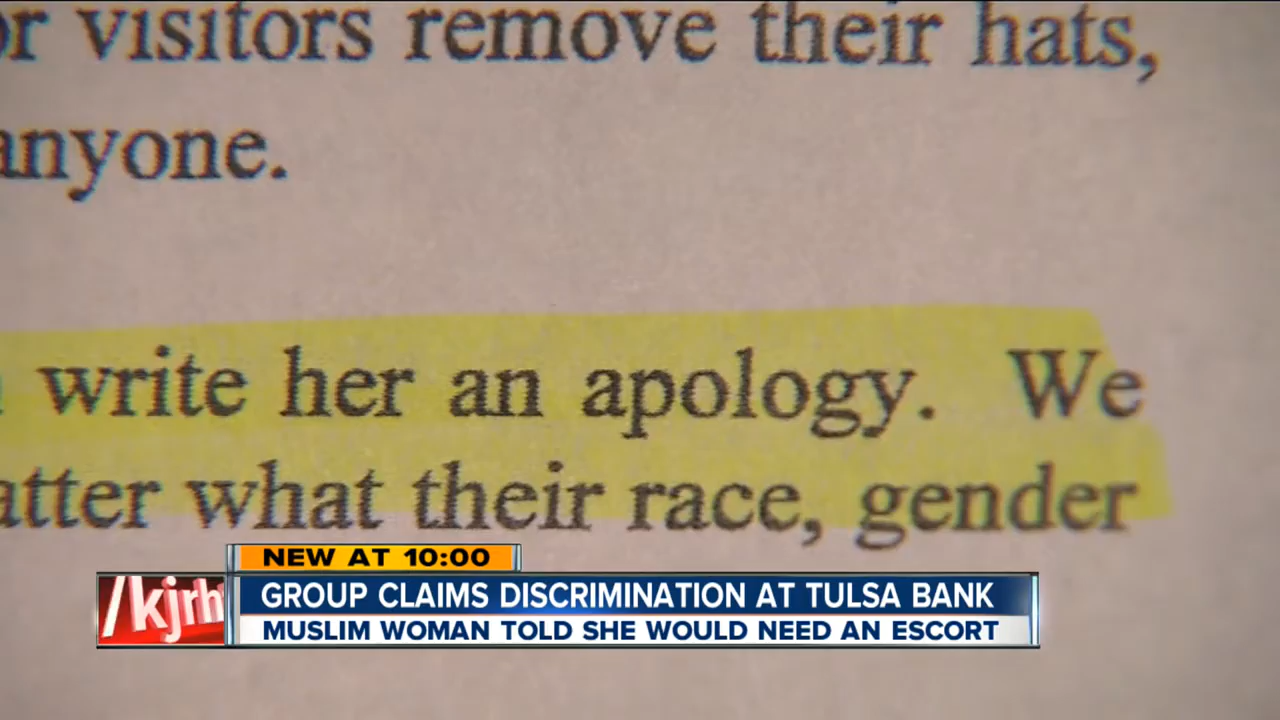 or visitors remove their hats,
anyone.
write her an apology. We
atter what their race, gender
NEW AT 10:00
/kjrh
GROUP CLAIMS DISCRIMINATION AT TULSA BANK
MUSLIM WOMAN TOLD SHE WOULD NEED AN ESCORT